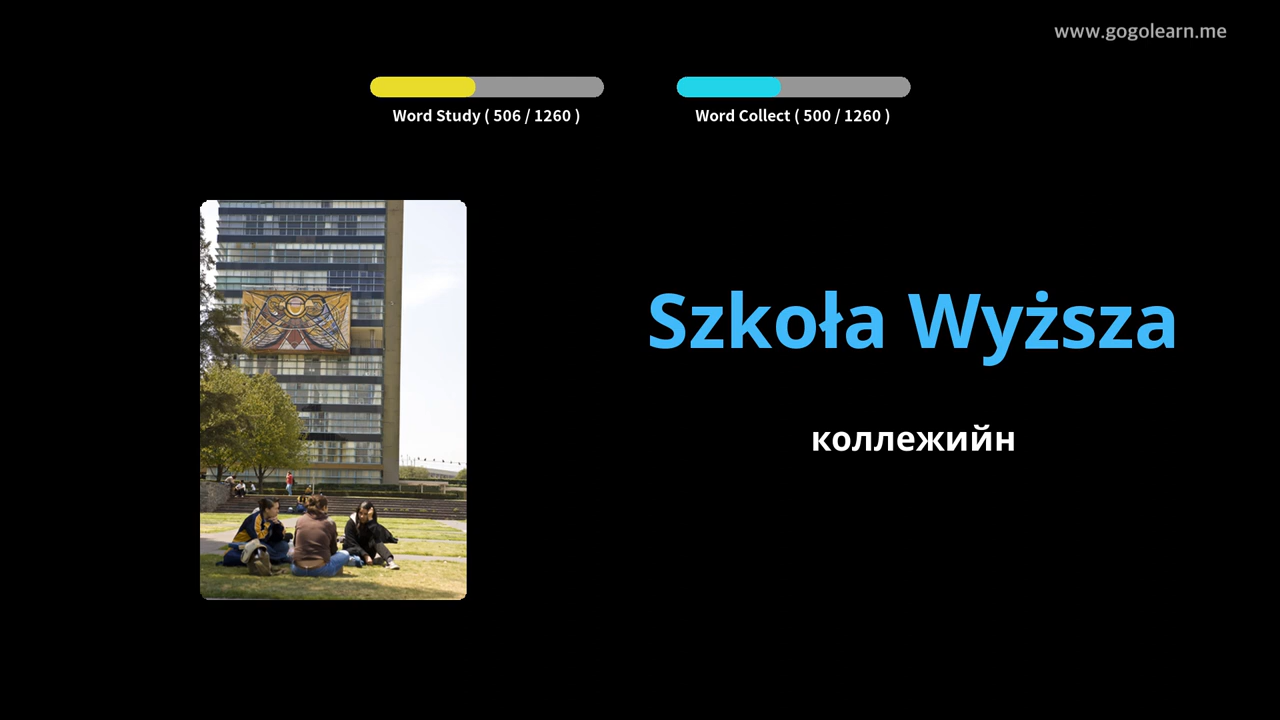 www.gogolearn.me
Word Study ( 506 / 1260 )
Word Collect ( 500 / 1260 )
Szkoła Wyższa
коллежийн